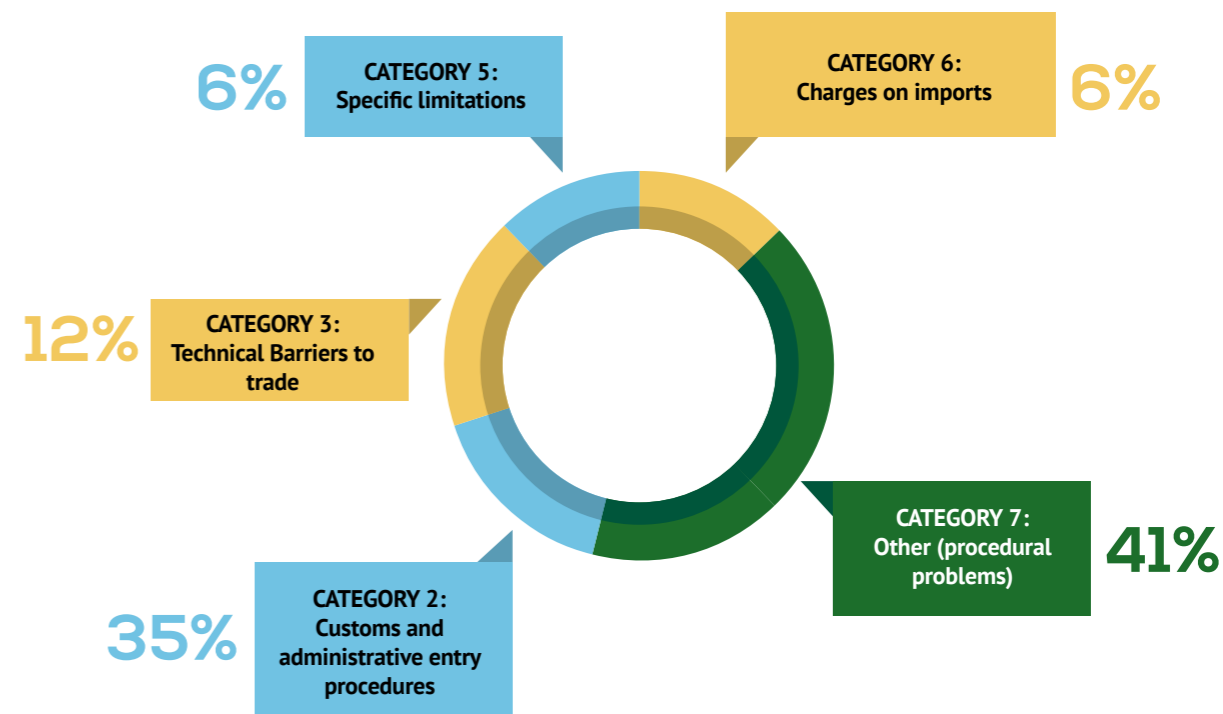 6%
CATEGORY 5:
Specific limitations
CATEGORY 6:
Charges on imports
6%
12%
CATEGORY 3:
Technical Barriers to
trade
CATEGORY 7:
Other (procedural
problems)
41%
35%
CATEGORY 2:
Customs and
administrative entry
procedures